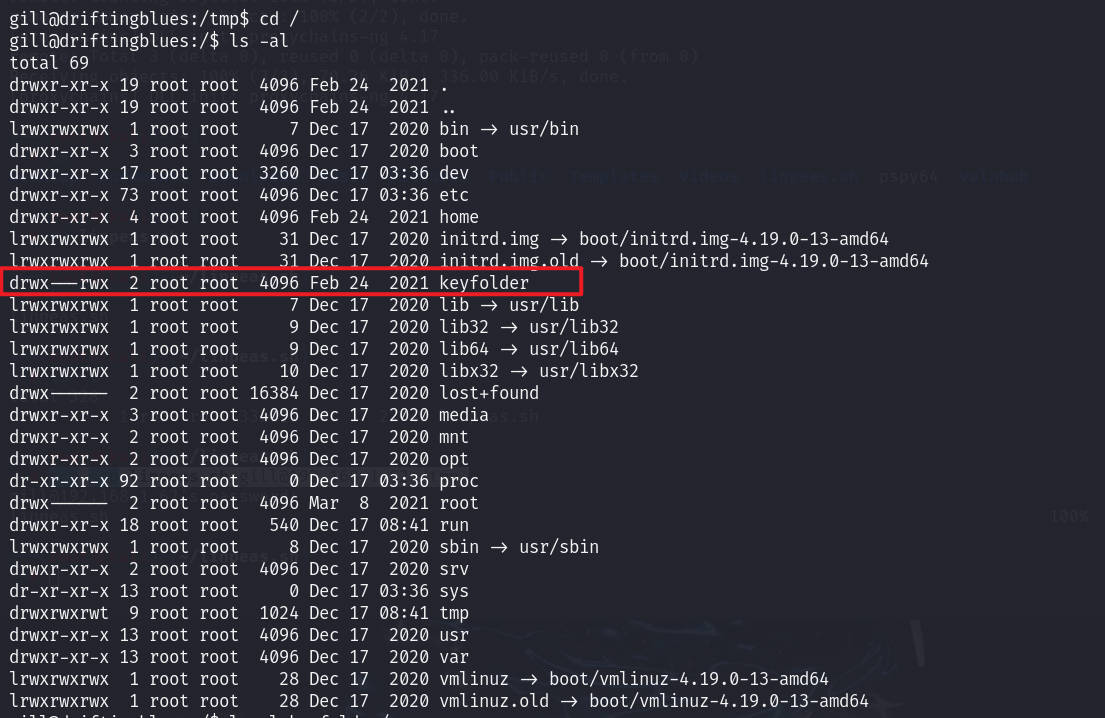 gill@driftingblues:/tmp$ cd /
gill@driftingblues:/$ ls -al
total 69
drwxr-xr-x 19 root root  4096 Feb 24  2021 .
drwxr-xr-x 19 root root  4096 Feb 24  2021 ..
lrwxrwxrwx  1 root root     7 Dec 17  2020 bin -> usr/bin
drwxr-xr-x  3 root root  4096 Dec 17  2020 boot
drwxr-xr-x 17 root root  3260 Dec 17 03:36 dev
drwxr-xr-x 73 root root  4096 Dec 17 03:36 etc
drwxr-xr-x  4 root root  4096 Feb 24  2021 home
lrwxrwxrwx  1 root root    31 Dec 17  2020 initrd.img -> boot/initrd.img-4.19.0-13-amd64
lrwxrwxrwx  1 root root    31 Dec 17  2020 initrd.img.old -> boot/initrd.img-4.19.0-13-amd64
drwx---rwx  2 root root  4096 Feb 24  2021 keyfolder
lrwxrwxrwx  1 root root     7 Dec 17  2020 lib -> usr/lib
lrwxrwxrwx  1 root root     9 Dec 17  2020 lib32 -> usr/lib32
lrwxrwxrwx  1 root root     9 Dec 17  2020 lib64 -> usr/lib64
lrwxrwxrwx  1 root root    10 Dec 17  2020 libx32 -> usr/libx32
drwx------  2 root root 16384 Dec 17  2020 lost+found
drwxr-xr-x  3 root root  4096 Dec 17  2020 media
drwxr-xr-x  2 root root  4096 Dec 17  2020 mnt
drwxr-xr-x  2 root root  4096 Dec 17  2020 opt
dr-xr-xr-x 92 root root     0 Dec 17 03:36 proc
drwx------  2 root root  4096 Mar  8  2021 root
drwxr-xr-x 18 root root   540 Dec 17 08:41 run
lrwxrwxrwx  1 root root     8 Dec 17  2020 sbin -> usr/sbin
drwxr-xr-x  2 root root  4096 Dec 17  2020 srv
dr-xr-xr-x 13 root root     0 Dec 17 03:36 sys
drwxrwxrwt  9 root root  1024 Dec 17 08:41 tmp
drwxr-xr-x 13 root root  4096 Dec 17  2020 usr
drwxr-xr-x 13 root root  4096 Dec 17  2020 var
lrwxrwxrwx  1 root root    28 Dec 17  2020 vmlinuz -> boot/vmlinuz-4.19.0-13-amd64
lrwxrwxrwx  1 root root    28 Dec 17  2020 vmlinuz.old -> boot/vmlinuz-4.19.0-13-amd64